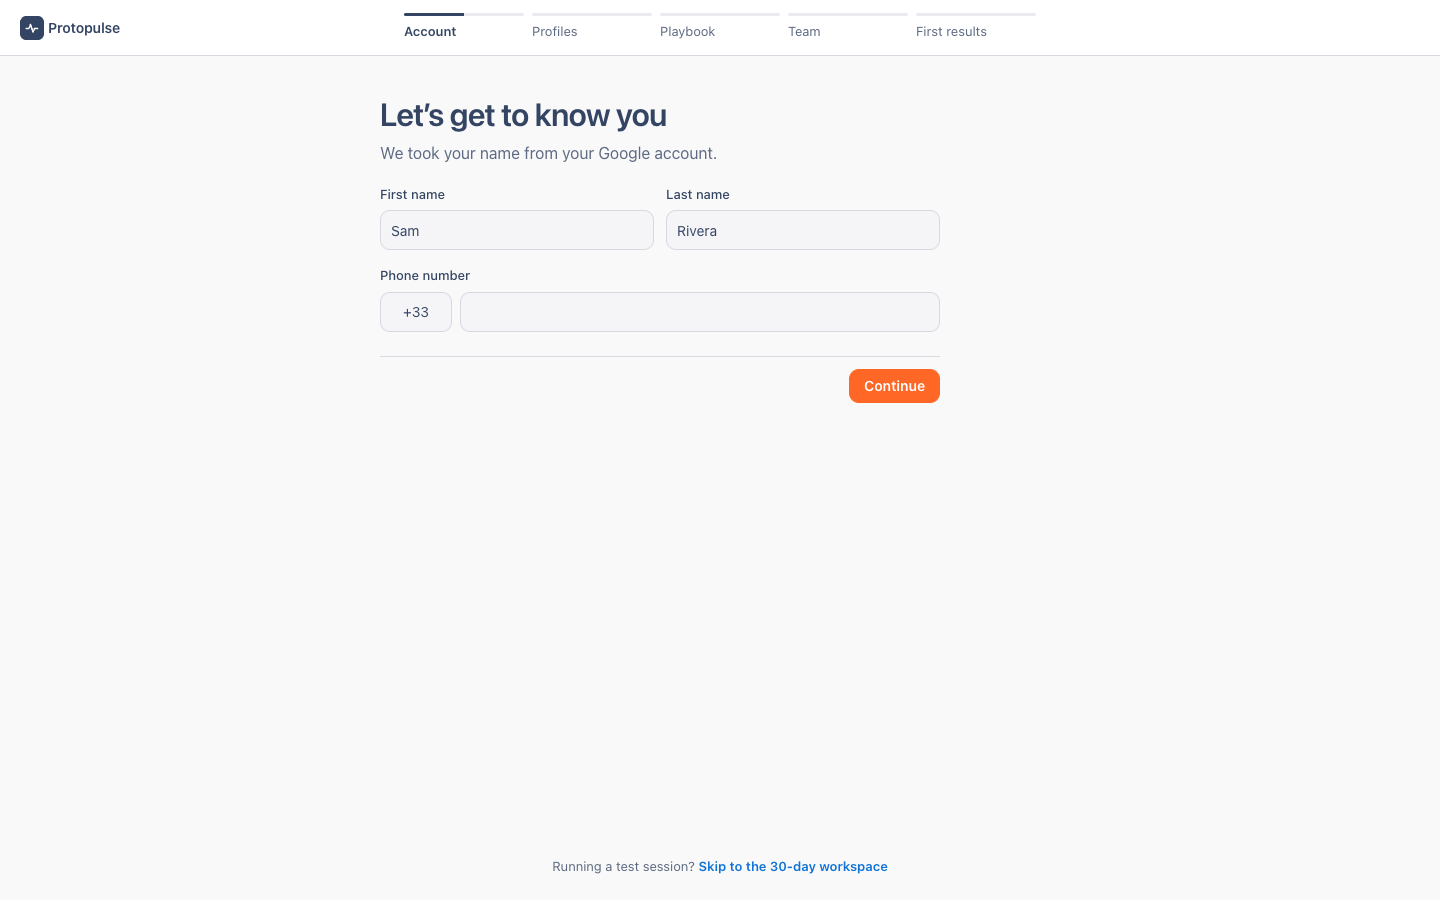 Protopulse
Account
Profiles
Playbook
Team
First results
Let’s get to know you
We took your name from your Google account.
First name
Last name
Sam
Rivera
Phone number
+33
Continue
Running a test session? Skip to the 30-day workspace